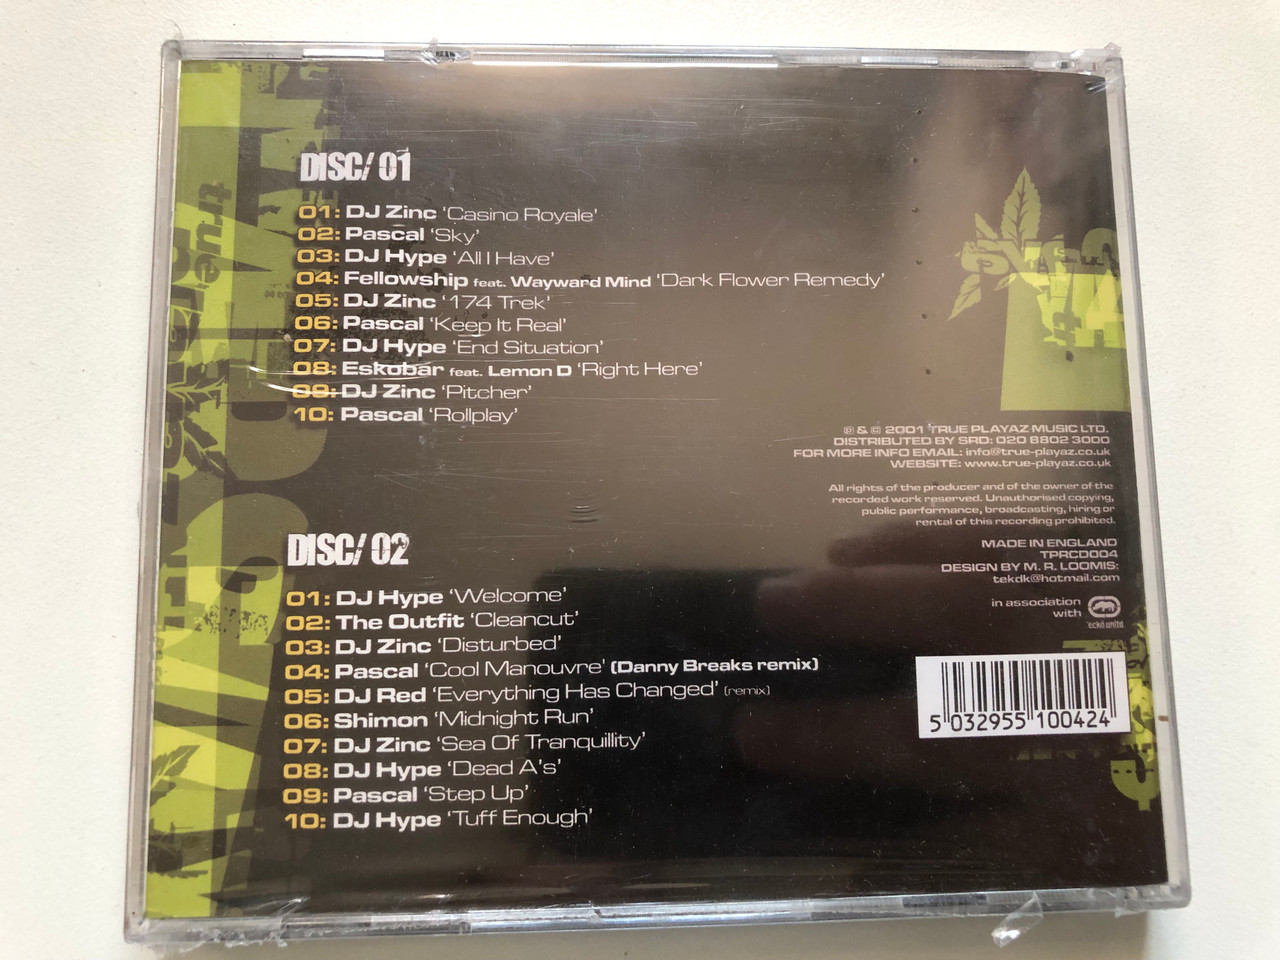 true
DISC/ 01
01: DJ Zinc ‘Casino Royale’
02: Pascal ‘Sky’
03: DJ Hype ‘All I Have’
04: Fellowship feat. Wayward Mind ‘Dark Flower Remedy’
05: DJ Zinc ‘174 Trek’
06: Pascal ‘Keep It Real’
07: DJ Hype ‘End Situation’
08: Eskobar feat. Lemon D ‘Right Here’
09: DJ Zinc ‘Pitcher’
10: Pascal ‘Rollplay’
℗ & © 2001 TRUE PLAYAZ MUSIC LTD.
DISTRIBUTED BY SRD: 020 8802 3000
FOR MORE INFO EMAIL: info@true-playaz.co.uk
WEBSITE: www.true-playaz.co.uk
All rights of the producer and of the owner of the
recorded work reserved. Unauthorised copying,
public performance, broadcasting, hiring or
rental of this recording prohibited.
MADE IN ENGLAND
TPRCD004
DESIGN BY M. R. LOOMIS:
tekdk@hotmail.com
in association
with
*eckō unltd
DISC/ 02
01: DJ Hype ‘Welcome’
02: The Outfit ‘Cleancut’
03: DJ Zinc ‘Disturbed’
04: Pascal ‘Cool Manouvre’ (Danny Breaks remix)
05: DJ Red ‘Everything Has Changed’ (remix)
06: Shimon ‘Midnight Run’
07: DJ Zinc ‘Sea Of Tranquillity’
08: DJ Hype ‘Dead A's’
09: Pascal ‘Step Up’
10: DJ Hype ‘Tuff Enough’
5 032955 100424